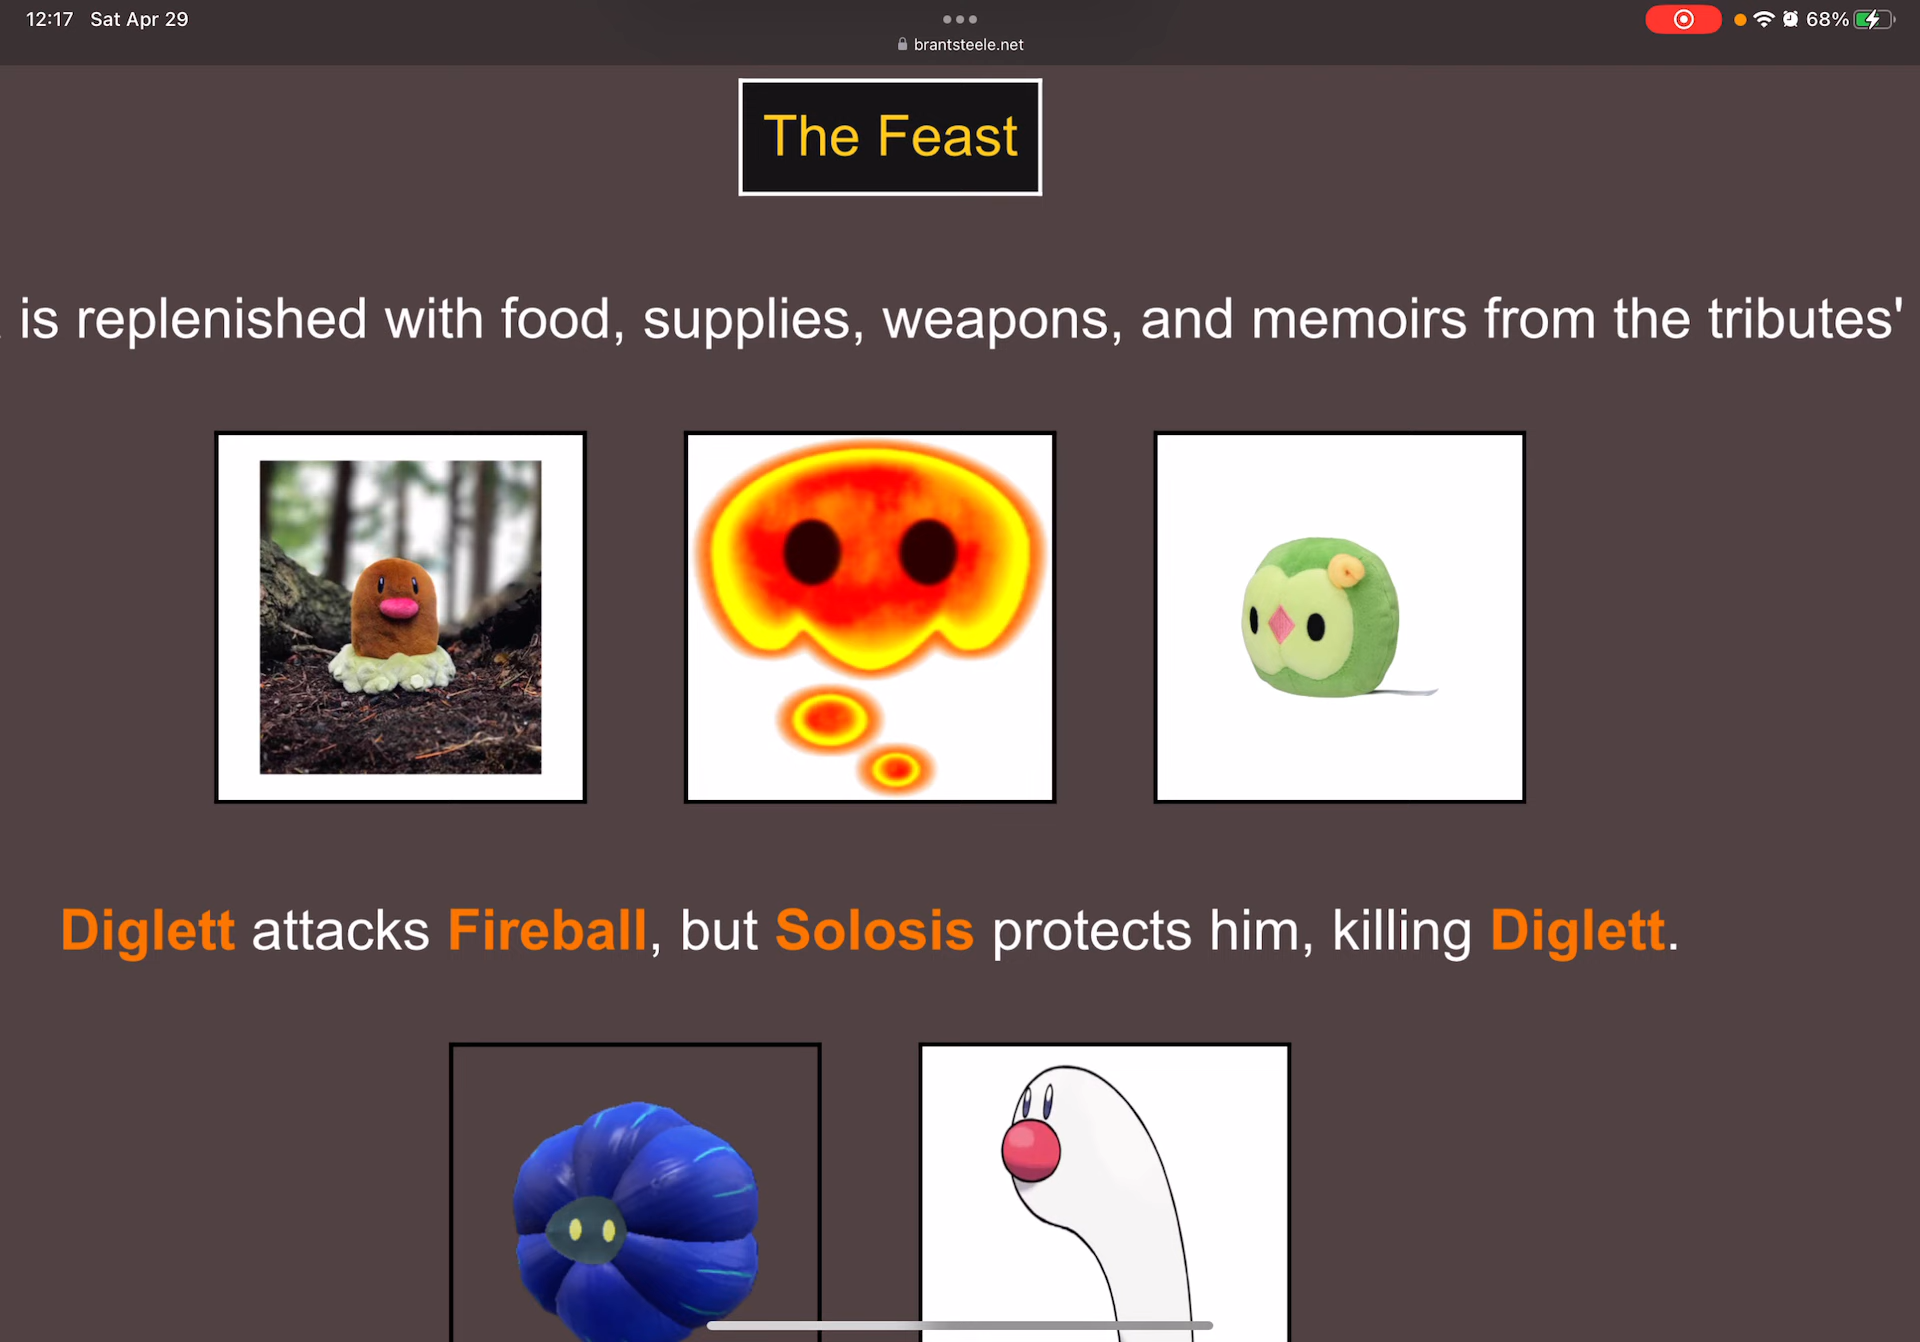 12:17 Sat Apr 29
68%
brantsteele.net
The Feast
is replenished with food, supplies, weapons, and memoirs from the tributes'
Diglett attacks Fireball, but Solosis protects him, killing Diglett.